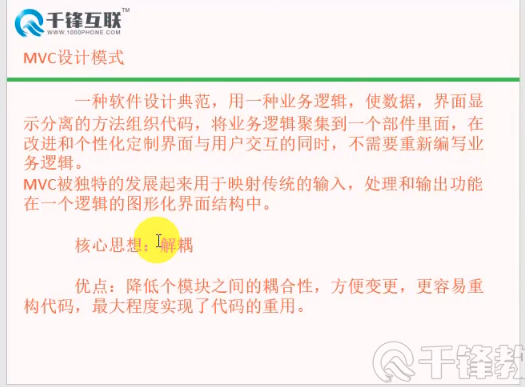 千锋互联
WWW.1000PHONE.COM
MVC设计模式
一种软件设计典范，用一种业务逻辑，使数据，界面显
示分离的方法组织代码，将业务逻辑聚集到一个部件里面，在
改进和个性化定制界面与用户交互的同时，不需要重新编写业
务逻辑。
MVC被独特的发展起来用于映射传统的输入，处理和输出功能
在一个逻辑的图形化界面结构中。
核心思想：解耦
优点：降低个模块之间的耦合性，方便变更，更容易重
构代码，最大程度实现了代码的重用。
千锋教